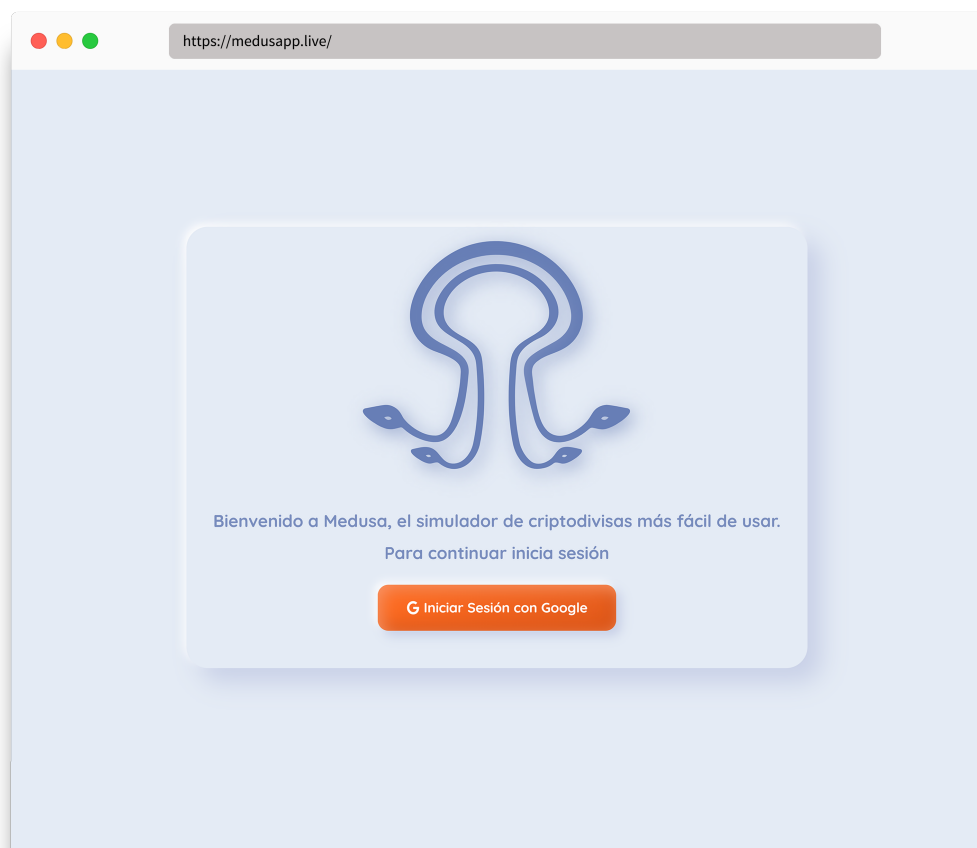 https://medusapp.live/
Bienvenido a Medusa, el simulador de criptodivisas más fácil de usar.
Para continuar inicia sesión
G Iniciar Sesión con Google